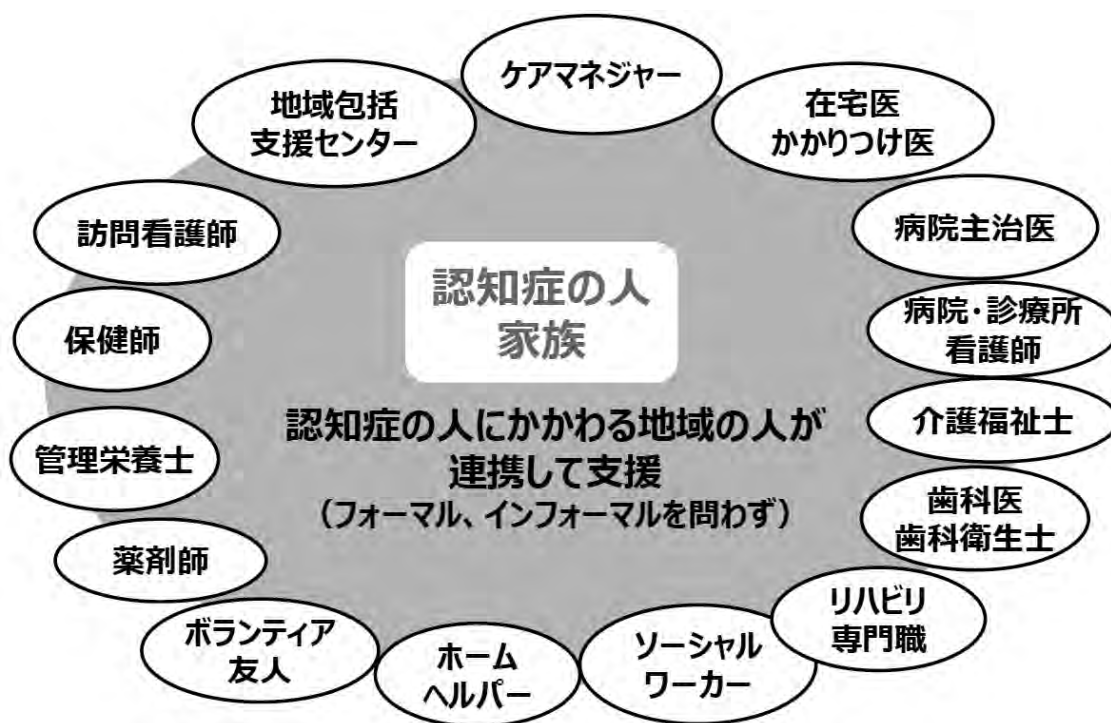 ケアマネジャー
地域包括
支援センター
在宅医
かかりつけ医
訪問看護師
病院主治医
認知症の人
家族
保健師
病院・診療所
看護師
認知症の人にかかわる地域の人が
連携して支援
（フォーマル、インフォーマルを問わず）
管理栄養士
介護福祉士
歯科医
歯科衛生士
薬剤師
リハビリ
専門職
ボランティア
友人
ホーム
ヘルパー
ソーシャル
ワーカー